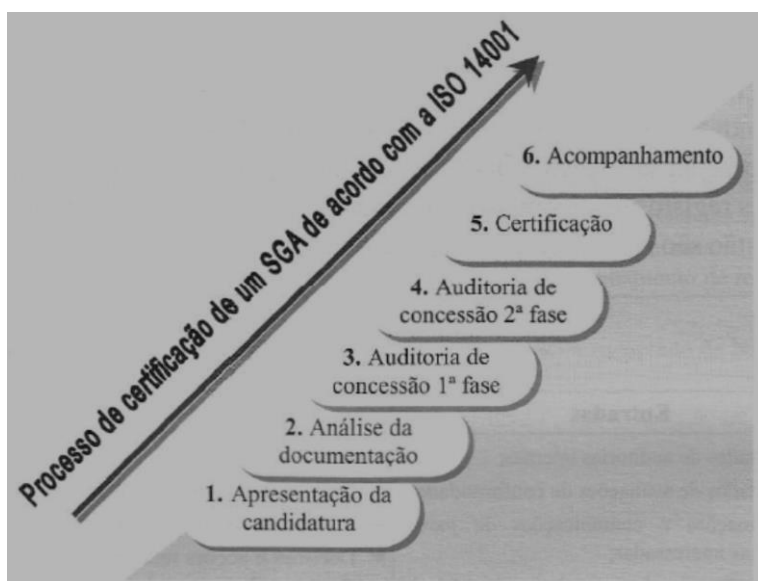 Processo de certificação de um SGA de acordo com a ISO 14001
6. Acompanhamento
5. Certificação
4. Auditoria de
concessão 2ª fase
3. Auditoria de
concessão 1ª fase
2. Análise da
documentação
1. Apresentação da
candidatura
Entradas